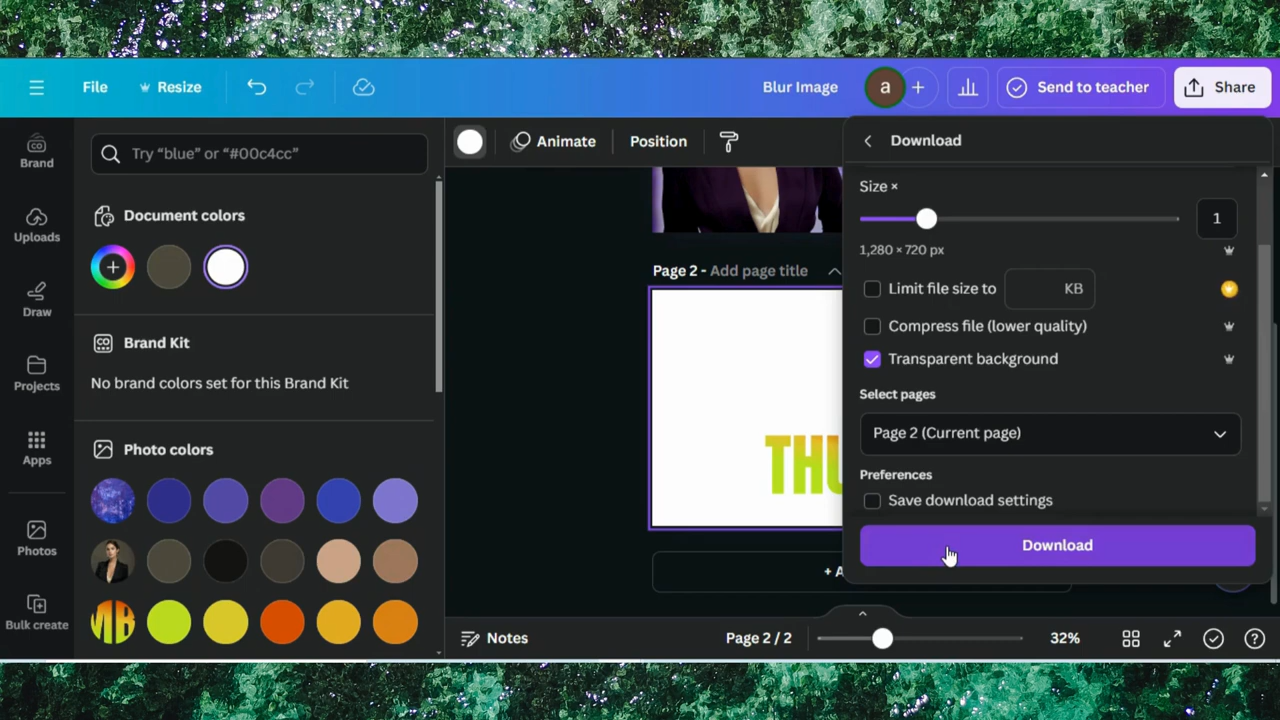 File
Resize
Blur Image
a
Send to teacher
Share
Brand
Uploads
Draw
Projects
Apps
Photos
Bulk create
Try “blue” or “#00c4cc”
Document colors
Brand Kit
No brand colors set for this Brand Kit
Photo colors
MB
Animate
Position
Page 2 - Add page title
THU
+ A
Notes
Page 2 / 2
32%
Download
Size ×
1
1,280 × 720 px
Limit file size to
KB
Compress file (lower quality)
Transparent background
Select pages
Page 2 (Current page)
Preferences
Save download settings
Download